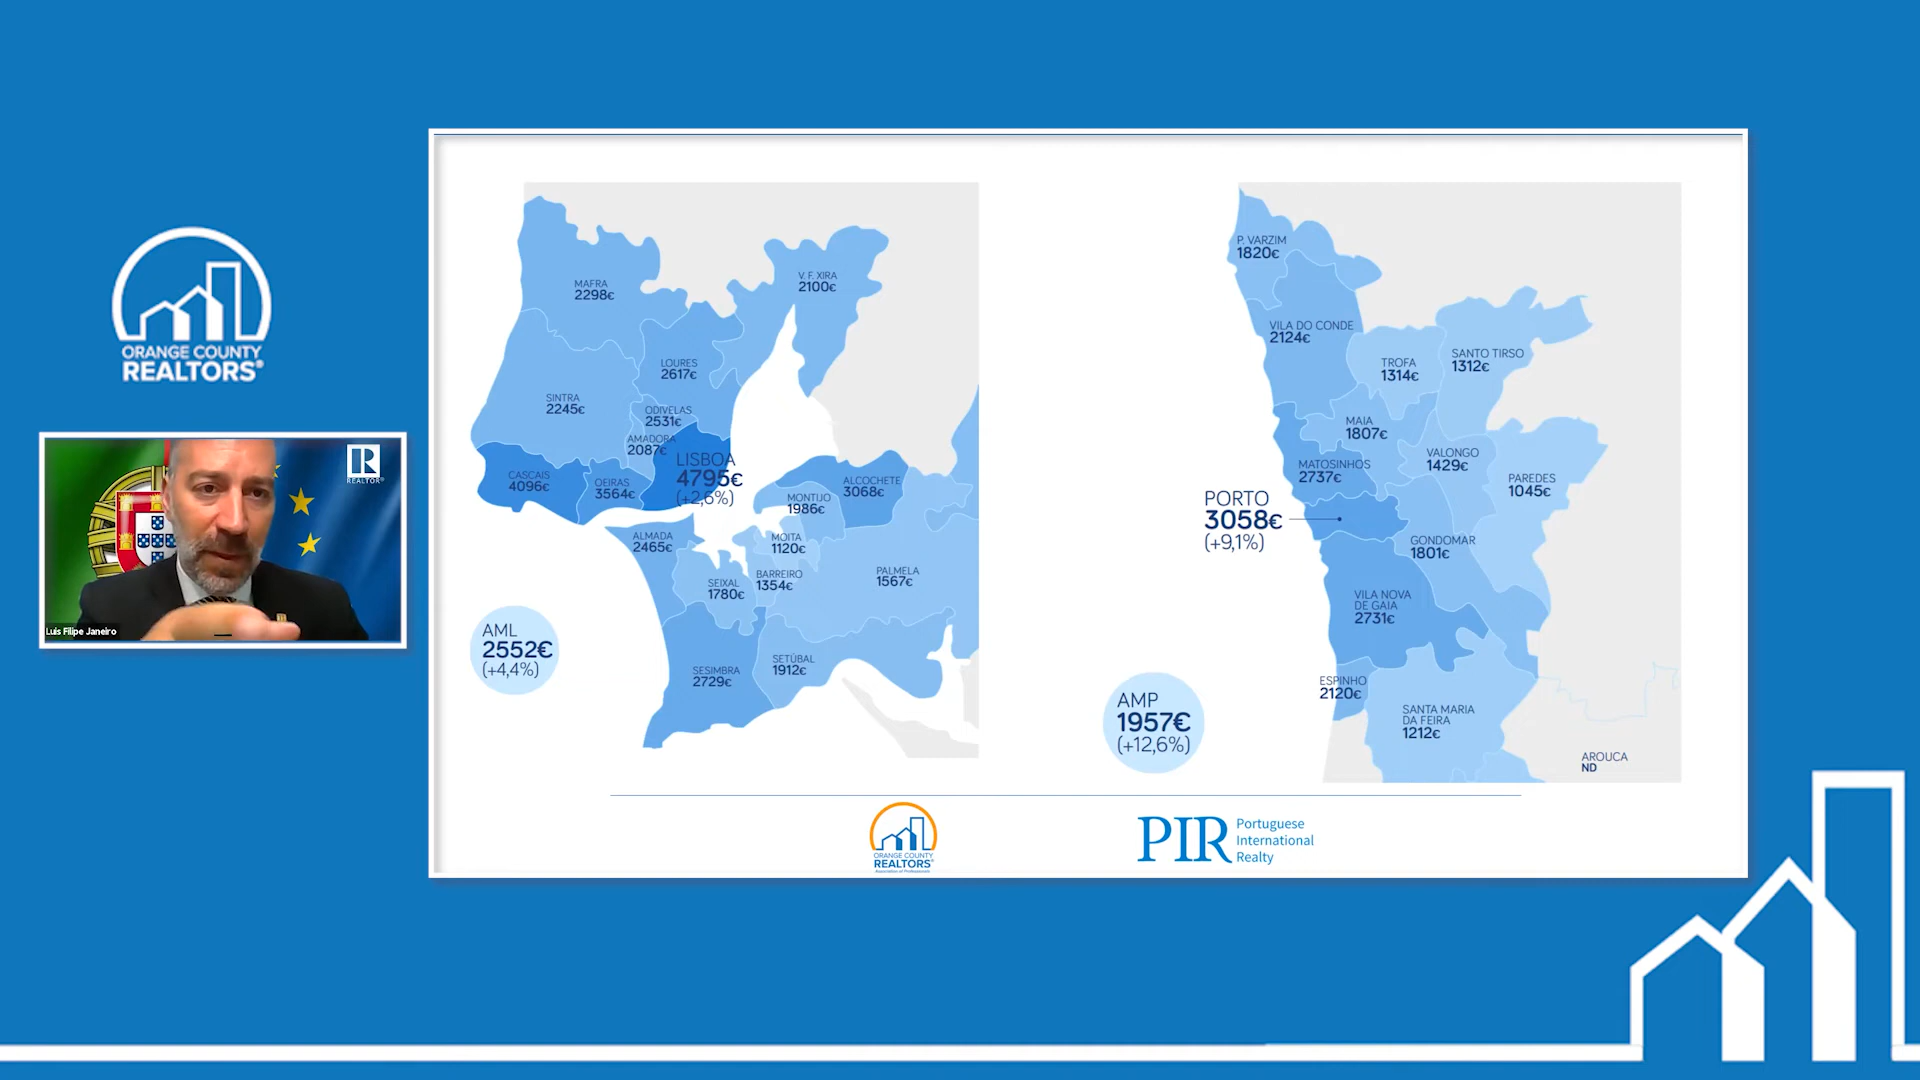 ORANGE COUNTY
REALTORS®
REALTOR®
Luis Filipe Janeiro
MAFRA
2298€
V. F. XIRA
2100€
LOURES
2617€
SINTRA
2245€
ODIVELAS
2531€
AMADORA
2087€
LISBOA
4795€
(+2,6%)
CASCAIS
4096€
OEIRAS
3564€
ALCOCHETE
3068€
MONTIJO
1986€
ALMADA
2465€
MOITA
1120€
BARREIRO
1354€
SEIXAL
1780€
PALMELA
1567€
SESIMBRA
2729€
SETÚBAL
1912€
AML
2552€
(+4,4%)
P. VARZIM
1820€
VILA DO CONDE
2124€
TROFA
1314€
SANTO TIRSO
1312€
MAIA
1807€
VALONGO
1429€
MATOSINHOS
2737€
PAREDES
1045€
PORTO
3058€
(+9,1%)
GONDOMAR
1801€
VILA NOVA
DE GAIA
2731€
ESPINHO
2120€
SANTA MARIA
DA FEIRA
1212€
AROUCA
ND
AMP
1957€
(+12,6%)
ORANGE COUNTY
REALTORS®
Association of Professionals
PIR
Portuguese
International
Realty